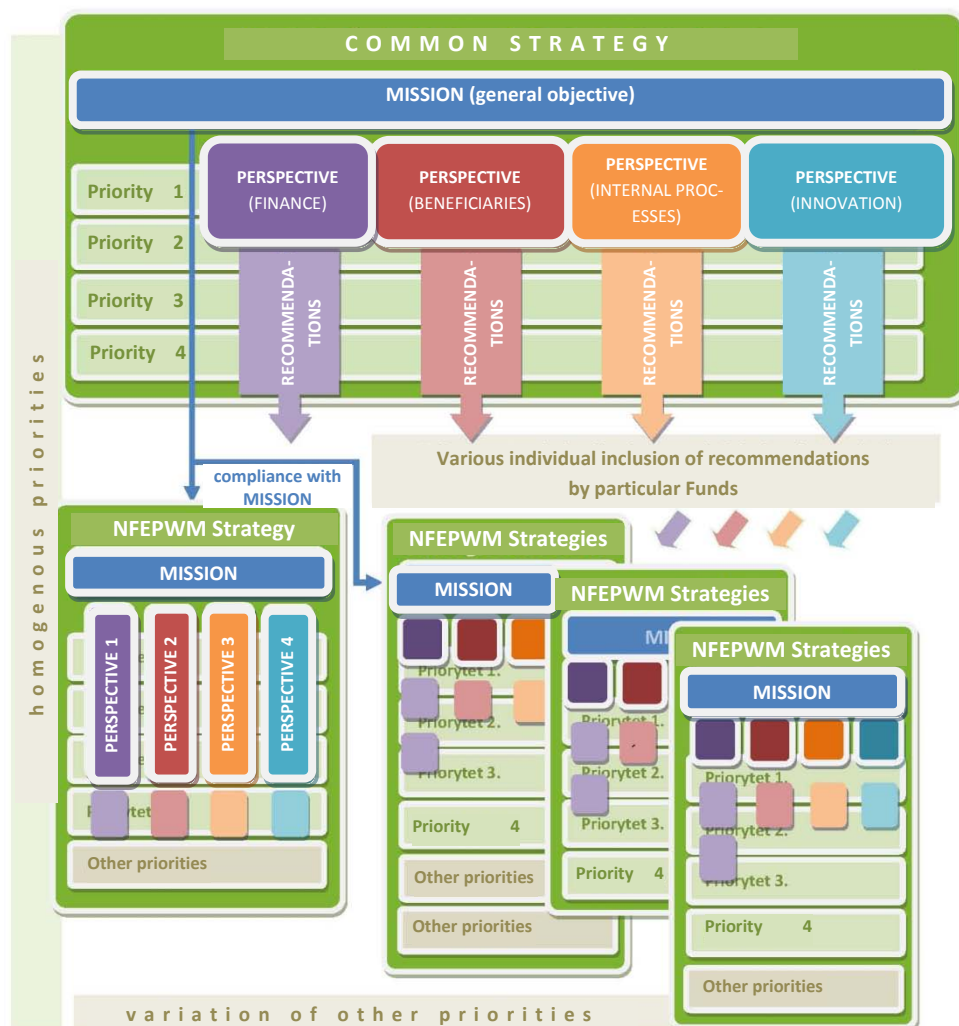 COMMON STRATEGY
MISSION (general objective)
PERSPECTIVE
(FINANCE)
PERSPECTIVE
(BENEFICIARIES)
PERSPECTIVE
(INTERNAL PROC-
ESSES)
PERSPECTIVE
(INNOVATION)
Priority 1
Priority 2
Priority 3
Priority 4
RECOMMENDA-
TIONS
RECOMMENDA-
TIONS
RECOMMENDA-
TIONS
RECOMMENDA-
TIONS
homogenous priorities
Various individual inclusion of recommendations
by particular Funds
compliance with
MISSION
NFEPWM Strategy
MISSION
PERSPECTIVE 1
PERSPECTIVE 2
PERSPECTIVE 3
PERSPECTIVE 4
Other priorities
NFEPWM Strategies
MISSION
Priorytet 1.
Priorytet 2.
Priorytet 3.
Priority 4
Other priorities
Other priorities
NFEPWM Strategies
Priorytet 1.
Priorytet 2.
Priorytet 3.
Priority 4
NFEPWM Strategies
MISSION
Priorytet 1.
Priorytet 2.
Priorytet 3.
Priority 4
Other priorities
variation of other priorities